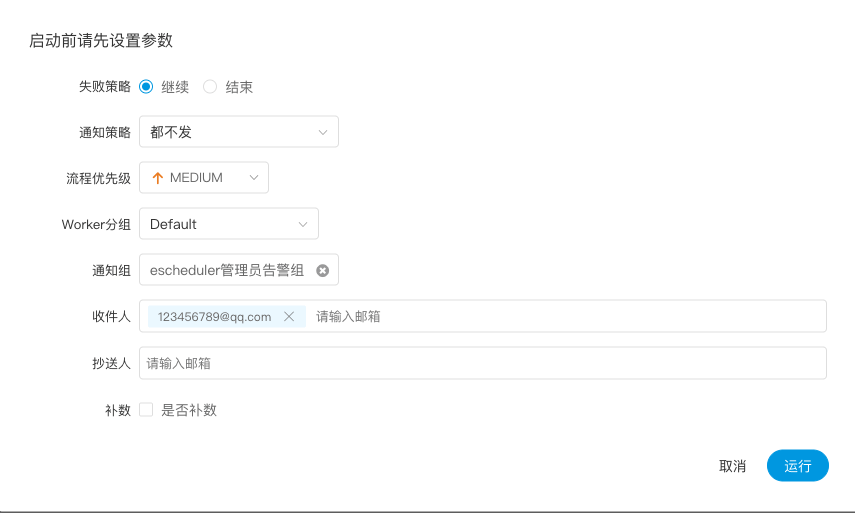 启动前请先设置参数
失败策略 继续 结束
通知策略 都不发
流程优先级 MEDIUM
Worker分组 Default
通知组 escheduler管理员告警组
收件人 123456789@qq.com 请输入邮箱
抄送人 请输入邮箱
补数 是否补数
取消 运行